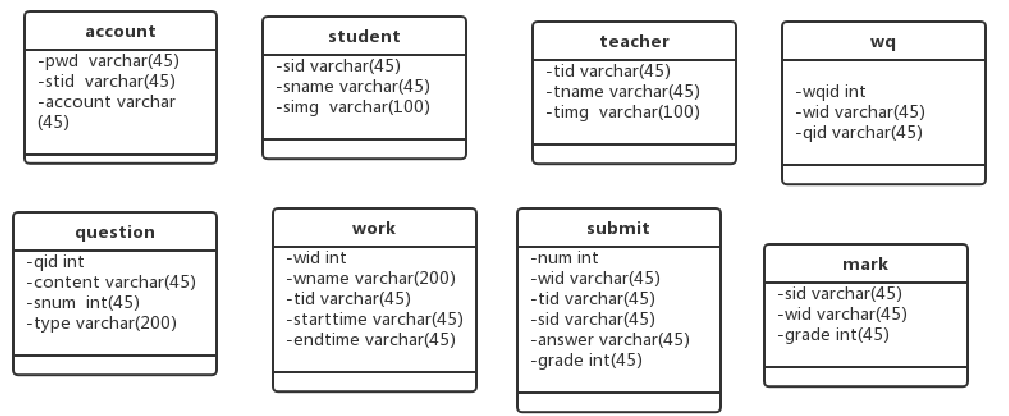 account
-pwd  varchar(45)
-stid  varchar(45)
-account varchar
(45)
student
-sid varchar(45)
-sname varchar(45)
-simg  varchar(100)
teacher
-tid varchar(45)
-tname varchar(45)
-timg  varchar(100)
wq
-wqid int
-wid varchar(45)
-qid varchar(45)
question
-qid int
-content varchar(45)
-snum  int(45)
-type varchar(200)
work
-wid int
-wname varchar(200)
-tid varchar(45)
-starttime varchar(45)
-endtime varchar(45)
submit
-num int
-wid varchar(45)
-tid varchar(45)
-sid varchar(45)
-answer varchar(45)
-grade int(45)
mark
-sid varchar(45)
-wid varchar(45)
-grade int(45)